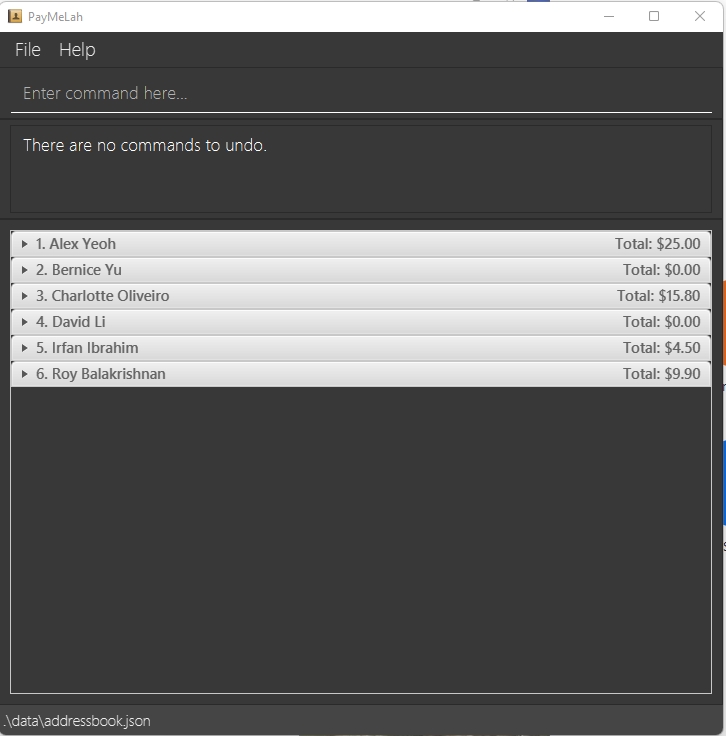 PayMeLah
File Help
Enter command here...
There are no commands to undo.
1. Alex Yeoh Total: $25.00
2. Bernice Yu Total: $0.00
3. Charlotte Oliveiro Total: $15.80
4. David Li Total: $0.00
5. Irfan Ibrahim Total: $4.50
6. Roy Balakrishnan Total: $9.90
.\data\addressbook.json